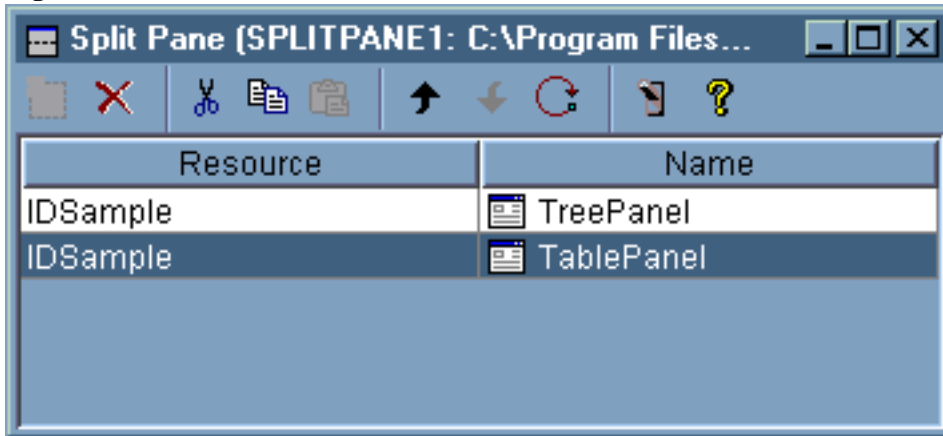 Split Pane (SPLITPANE1: C:\Program Files...
Resource Name
IDSample TreePanel
IDSample TablePanel